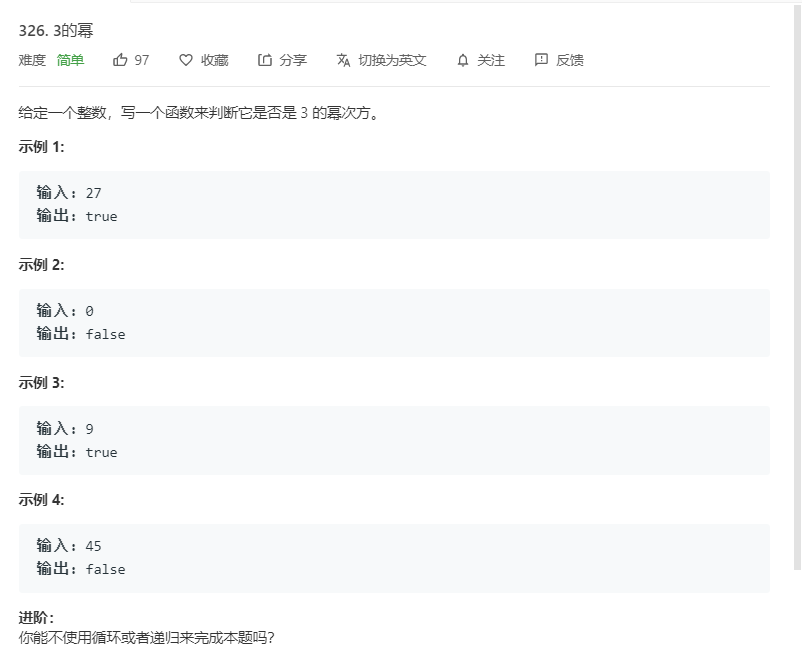 326. 3的幂
难度 简单 97 收藏 分享 切换为英文 关注 反馈
给定一个整数，写一个函数来判断它是否是 3 的幂次方。
示例 1:
输入: 27
输出: true
示例 2:
输入: 0
输出: false
示例 3:
输入: 9
输出: true
示例 4:
输入: 45
输出: false
进阶：
你能不使用循环或者递归来完成本题吗？